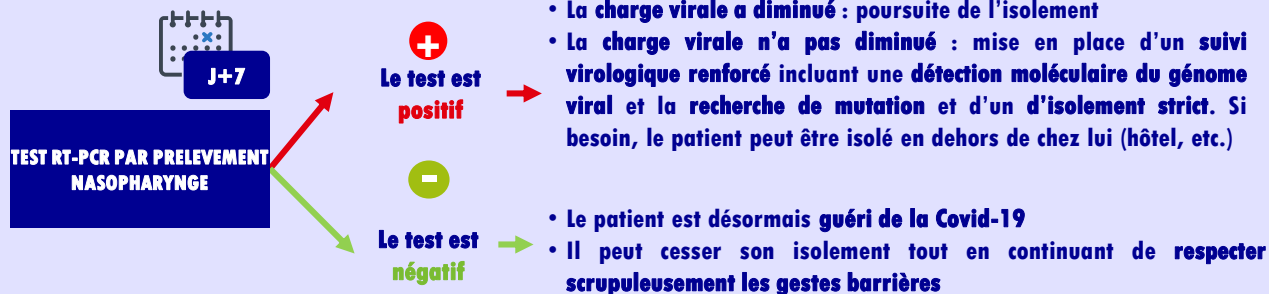 J+7
TEST RT-PCR PAR PRELEVEMENT
NASOPHARYNGE
+
Le test est
positif
• La charge virale a diminué : poursuite de l'isolement
• La charge virale n'a pas diminué : mise en place d'un suivi
virologique renforcé incluant une détection moléculaire du génome
viral et la recherche de mutation et d'un d'isolement strict. Si
besoin, le patient peut être isolé en dehors de chez lui (hôtel, etc.)
-
Le test est
négatif
• Le patient est désormais guéri de la Covid-19
• Il peut cesser son isolement tout en continuant de respecter
scrupuleusement les gestes barrières